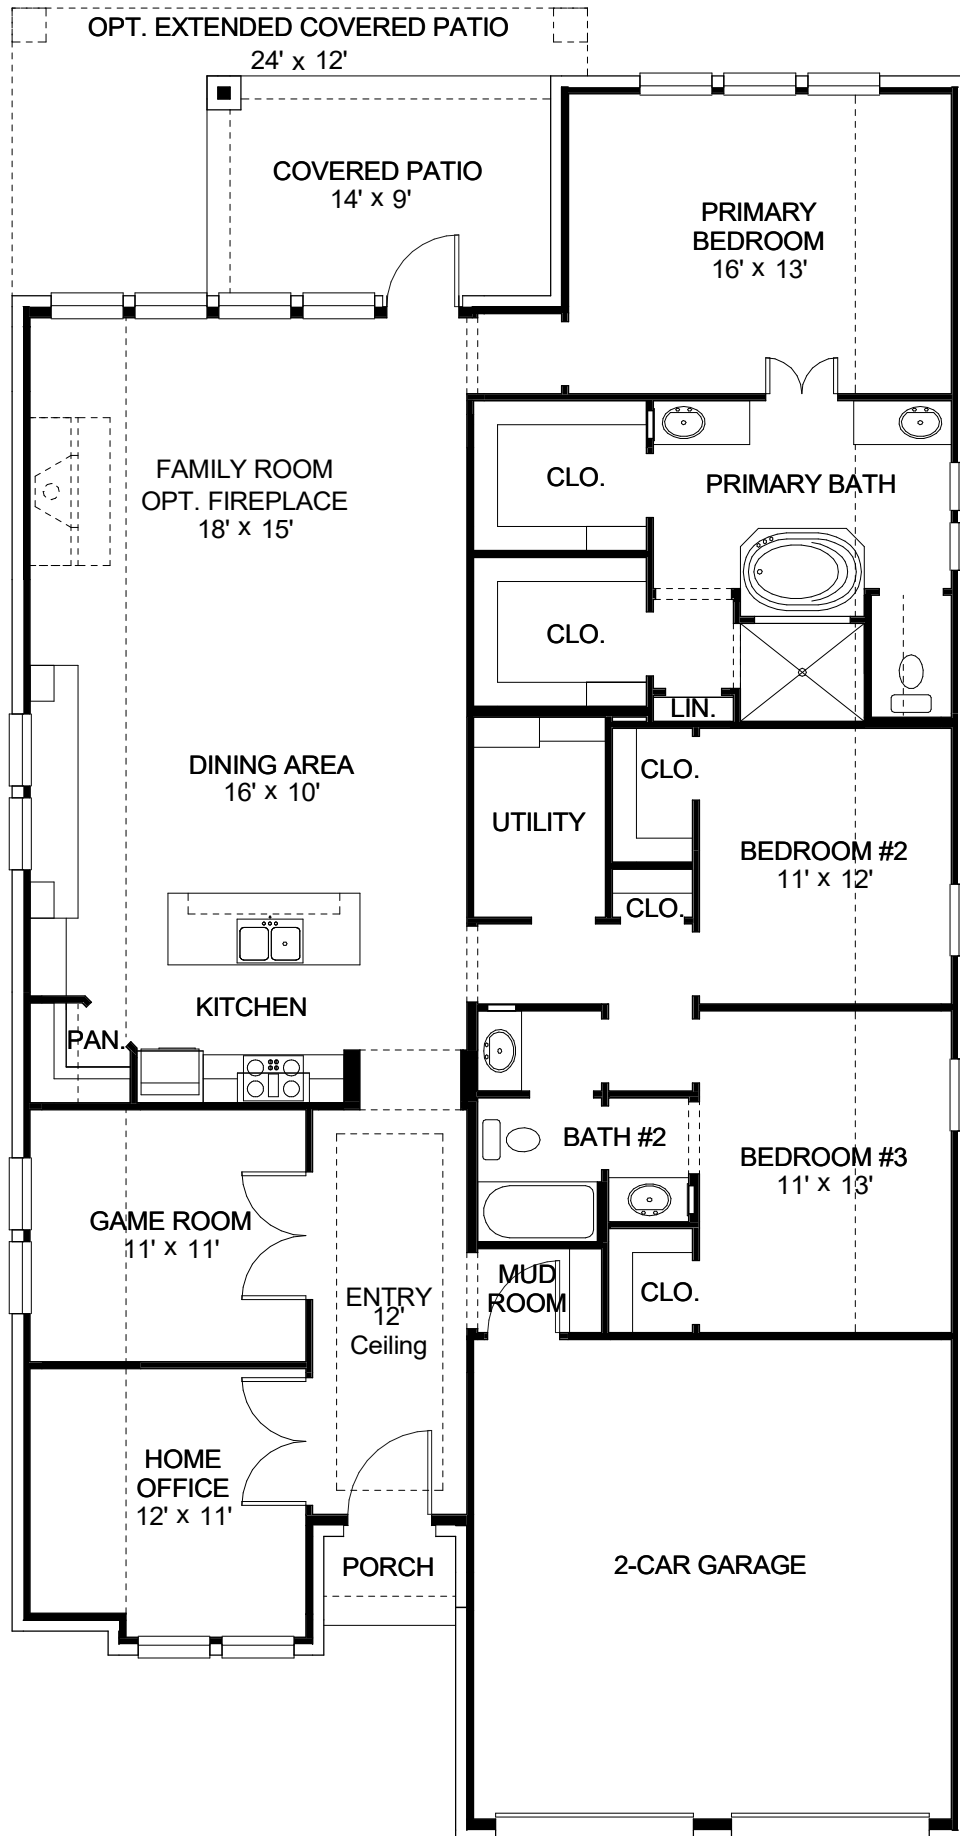 OPT. EXTENDED COVERED PATIO
24' x 12'
COVERED PATIO
14' x 9'
PRIMARY
BEDROOM
16' x 13'
FAMILY ROOM
OPT. FIREPLACE
18' x 15'
CLO.
PRIMARY BATH
CLO.
LIN.
DINING AREA
16' x 10'
UTILITY
CLO.
BEDROOM #2
11' x 12'
CLO.
KITCHEN
PAN.
BATH #2
BEDROOM #3
11' x 13'
GAME ROOM
11' x 11'
MUD
ROOM
CLO.
ENTRY
12'
Ceiling
HOME
OFFICE
12' x 11'
PORCH
2-CAR GARAGE